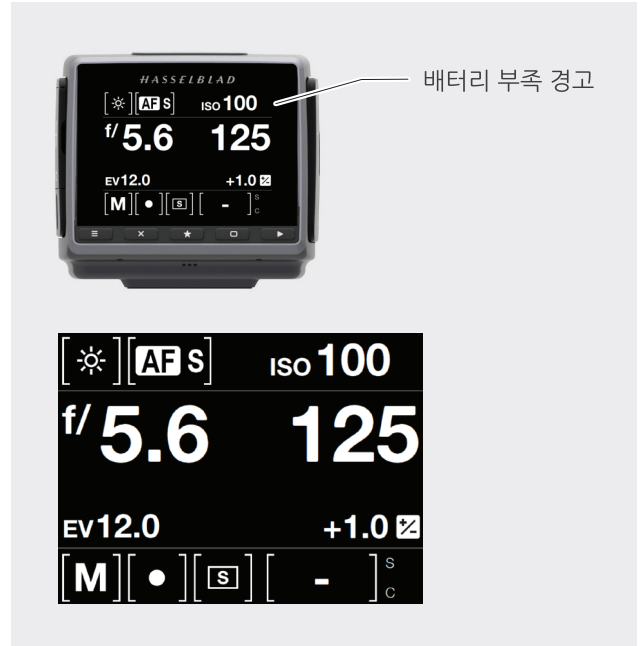 HASSELBLAD
AF S ISO 100
배터리 부족 경고
f/5.6 125
EV12.0 +1.0
M S - S
C
AF S ISO 100
f/5.6 125
EV12.0 +1.0
M S - S
C